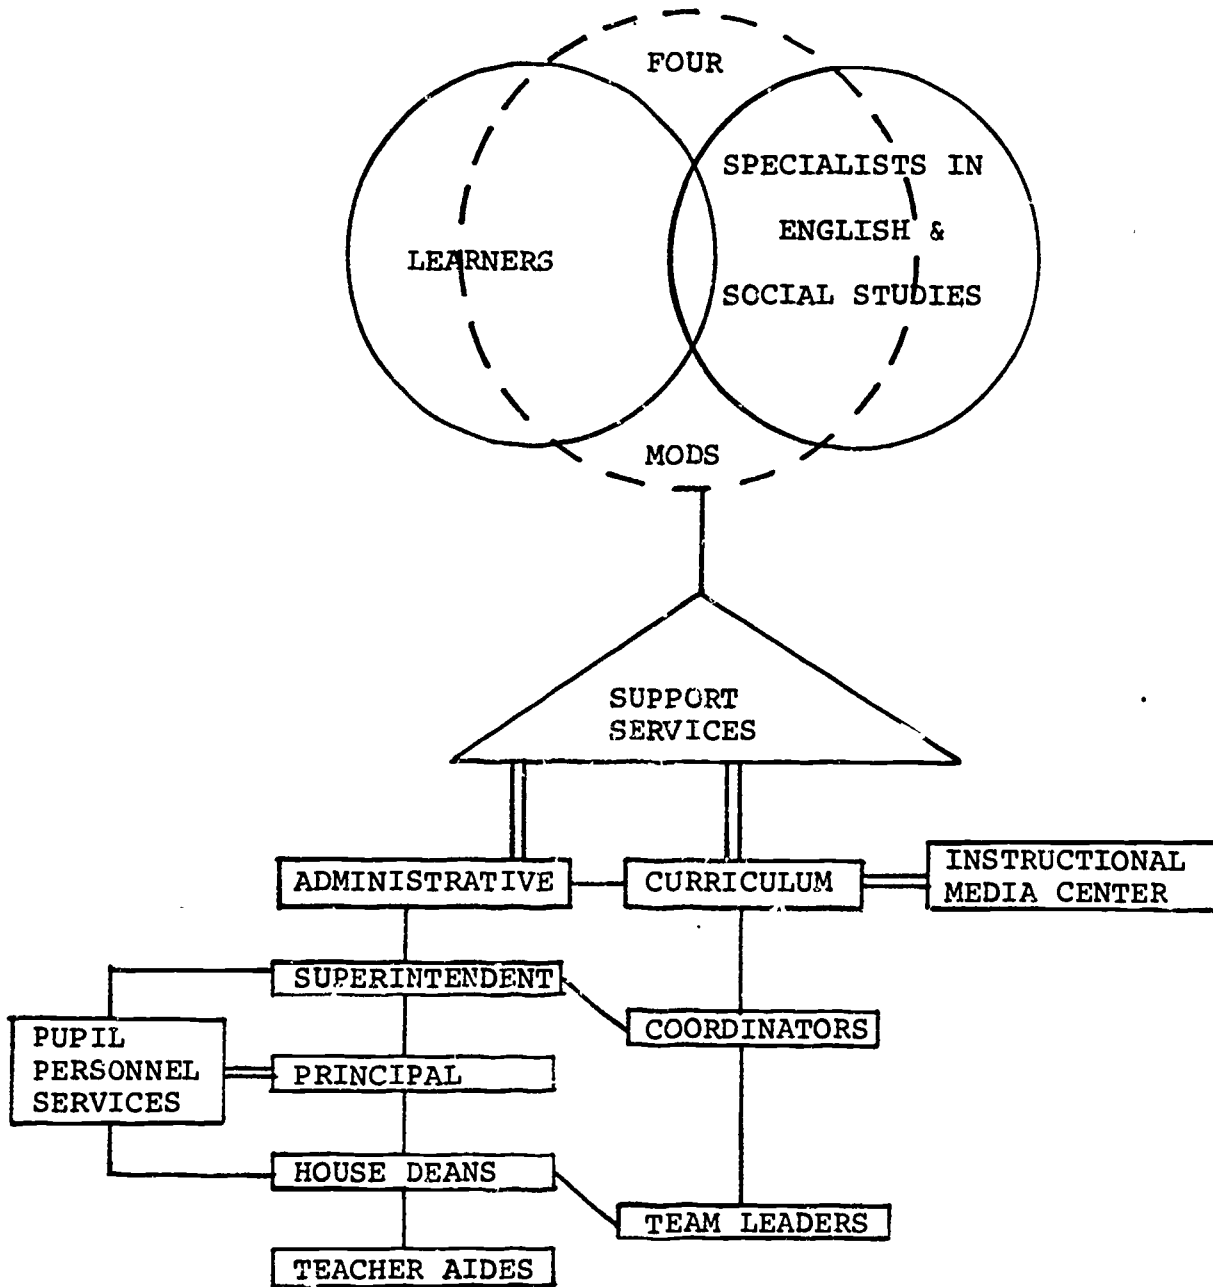 FOUR
SPECIALISTS IN
ENGLISH &
SOCIAL STUDIES
LEARNERS
MODS
SUPPORT
SERVICES
ADMINISTRATIVE
CURRICULUM
INSTRUCTIONAL
MEDIA CENTER
SUPERINTENDENT
COORDINATORS
PUPIL
PERSONNEL
SERVICES
PRINCIPAL
HOUSE DEANS
TEAM LEADERS
TEACHER AIDES